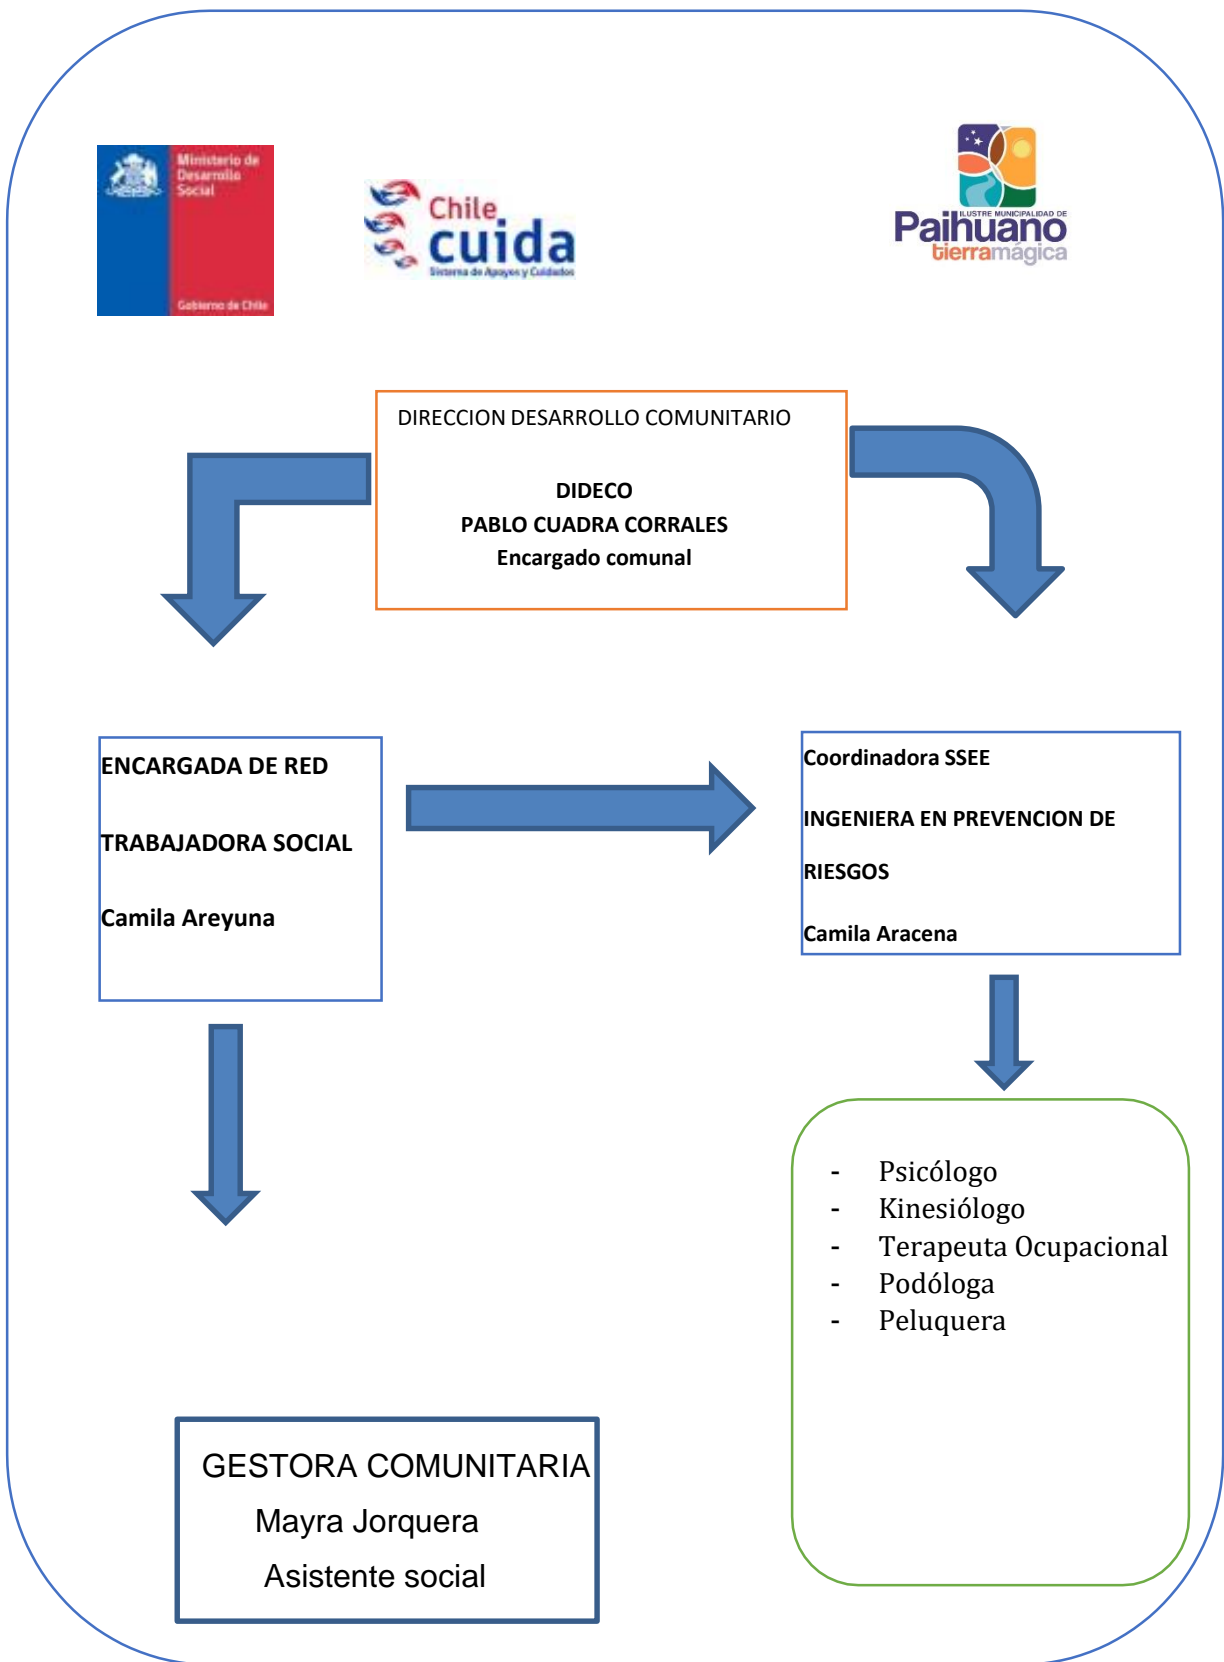 Ministerio de
Desarrollo
Social
Gobierno de Chile
Chile
cuida
Sistema de Apoyos y Cuidados
ILUSTRE MUNICIPALIDAD DE
Paihuano
tierramágica
DIRECCION DESARROLLO COMUNITARIO
DIDECO
PABLO CUADRA CORRALES
Encargado comunal
ENCARGADA DE RED
TRABAJADORA SOCIAL
Camila Areyuna
Coordinadora SSEE
INGENIERA EN PREVENCION DE
RIESGOS
Camila Aracena
- Psicólogo
- Kinesiólogo
- Terapeuta Ocupacional
- Podóloga
- Peluquera
GESTORA COMUNITARIA
Mayra Jorquera
Asistente social